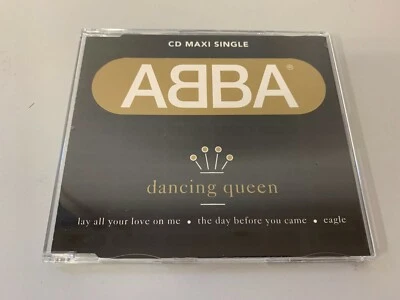 CD MAXI SINGLE
ABBA®
dancing queen
lay all your love on me • the day before you came • eagle